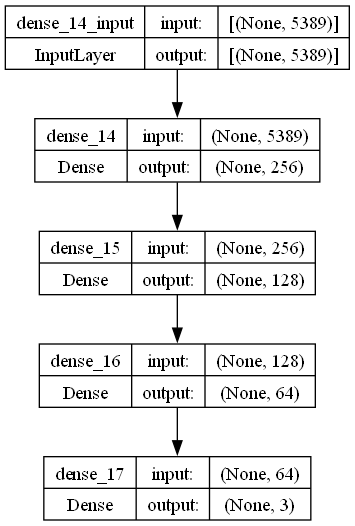 dense_14_input input: [(None, 5389)]
InputLayer output: [(None, 5389)]
dense_14 input: (None, 5389)
Dense output: (None, 256)
dense_15 input: (None, 256)
Dense output: (None, 128)
dense_16 input: (None, 128)
Dense output: (None, 64)
dense_17 input: (None, 64)
Dense output: (None, 3)